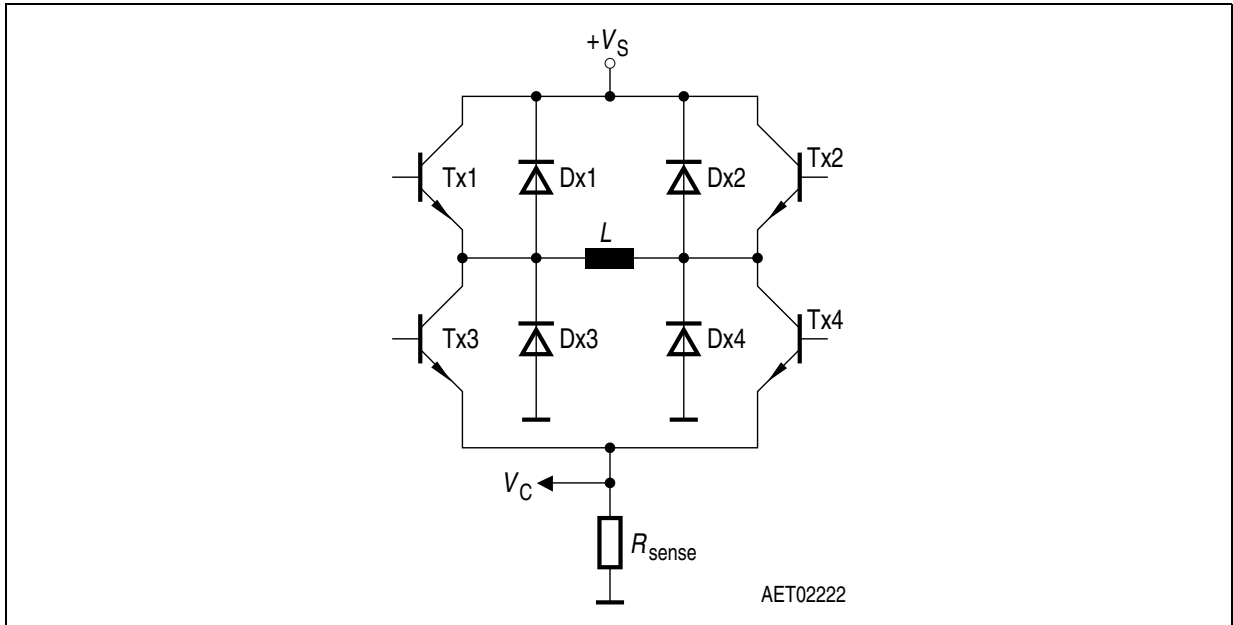 +VS
Tx1
Dx1
Dx2
Tx2
L
Tx3
Dx3
Dx4
Tx4
VC
Rsense
AET02222